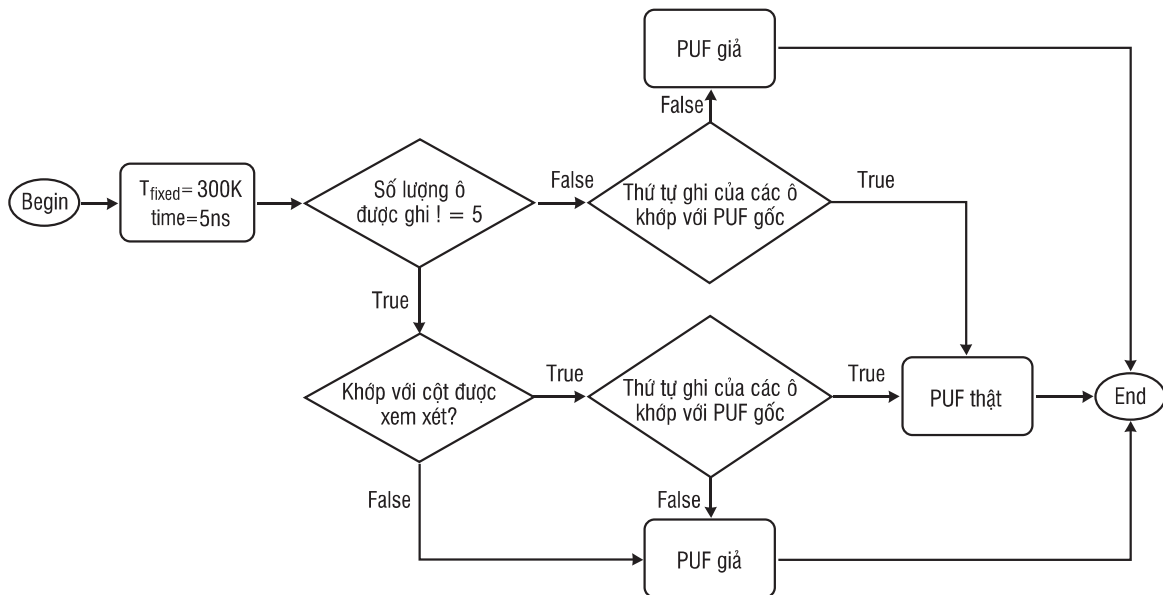 PUF giả
False
Begin
Tfixed= 300K
time=5ns
Số lượng ô
được ghi ! = 5
False
Thứ tự ghi của các ô
khớp với PUF gốc
True
True
Khớp với cột được
xem xét?
True
Thứ tự ghi của các ô
khớp với PUF gốc
True
PUF thật
End
False
False
PUF giả